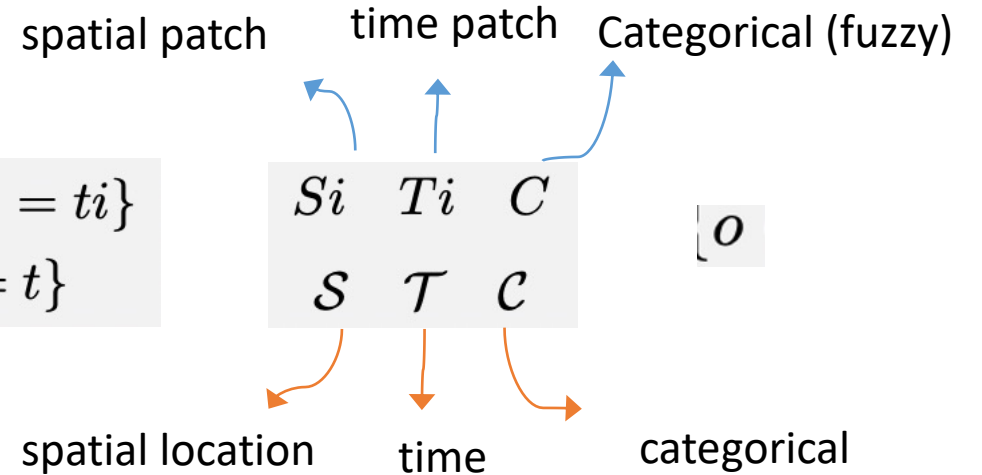 spatial patch time patch Categorical (fuzzy)
= ti} Si Ti C
{o
= t} S T C
spatial location time categorical